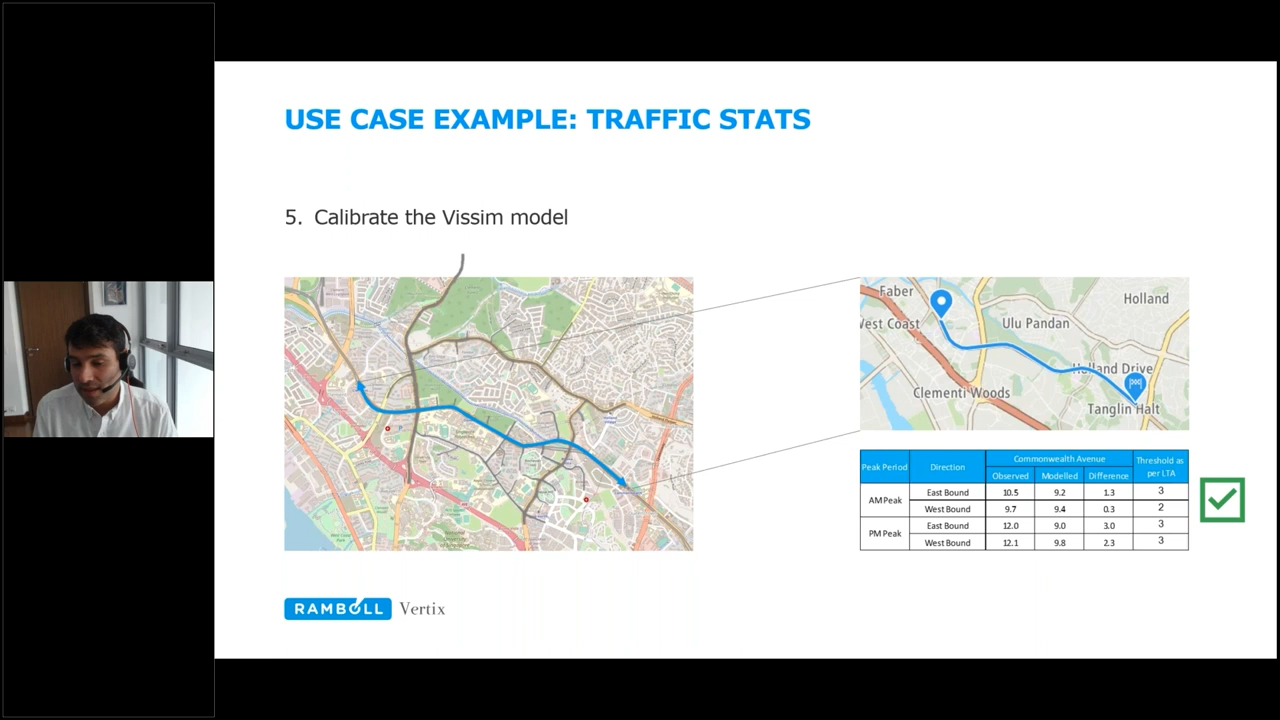 USE CASE EXAMPLE: TRAFFIC STATS
5. Calibrate the Vissim model
Faber
West Coast
Ulu Pandan
Holland
Holland Drive
Clementi Woods
Tanglin Halt
Peak Period Direction Commonwealth Avenue Threshold as per LTA
Observed Modelled Difference
AM Peak East Bound 10.5 9.2 1.3 3
West Bound 9.7 9.4 0.3 2
PM Peak East Bound 12.0 9.0 3.0 3
West Bound 12.1 9.8 2.3 3
RAMBOLL Vertix